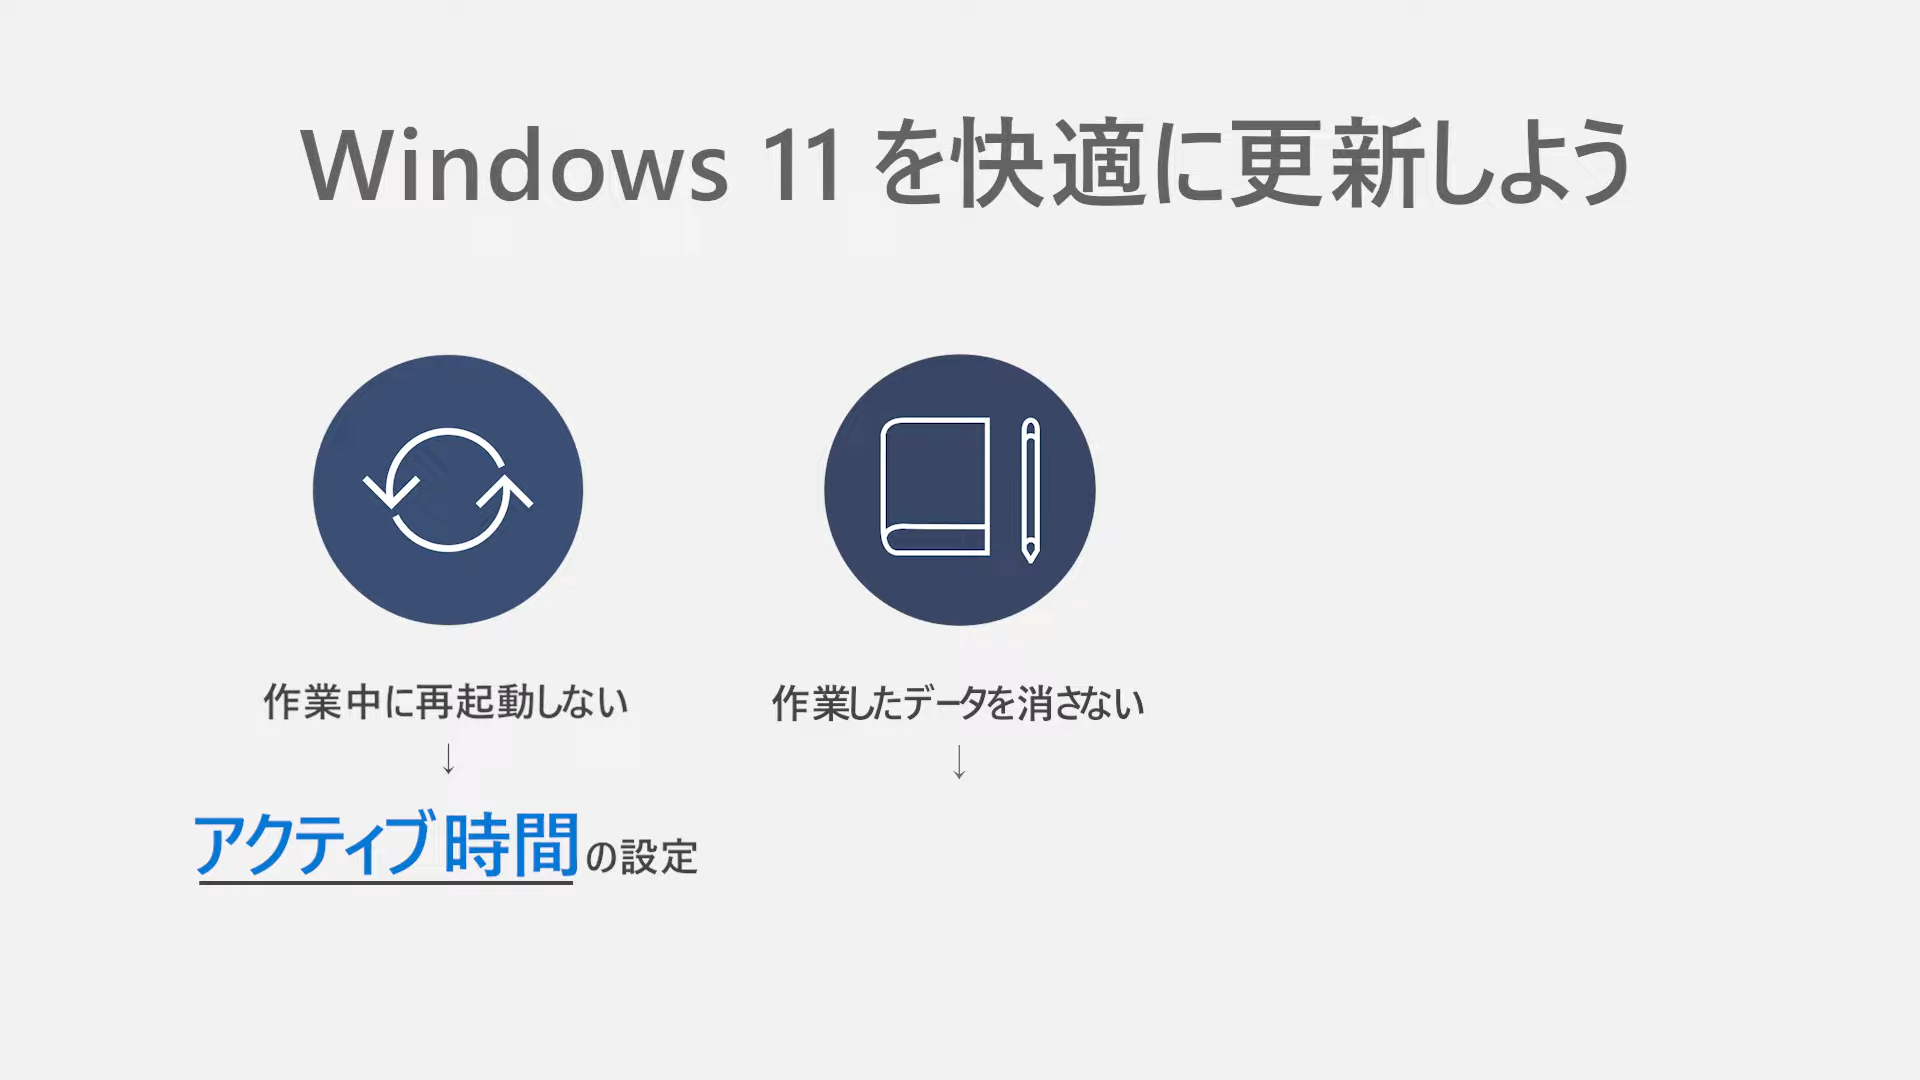 Windows 11 を快適に更新しよう
作業中に再起動しない
↓
アクティブ時間の設定
作業したデータを消さない
↓